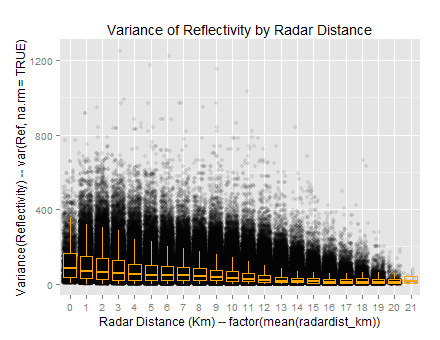 Variance of Reflectivity by Radar Distance
Variance(Reflectivity) -- var(Ref, na.rm = TRUE)
1200
800
400
0
0 1 2 3 4 5 6 7 8 9 10 11 12 13 14 15 16 17 18 19 20 21
Radar Distance (Km) -- factor(mean(radardist_km))